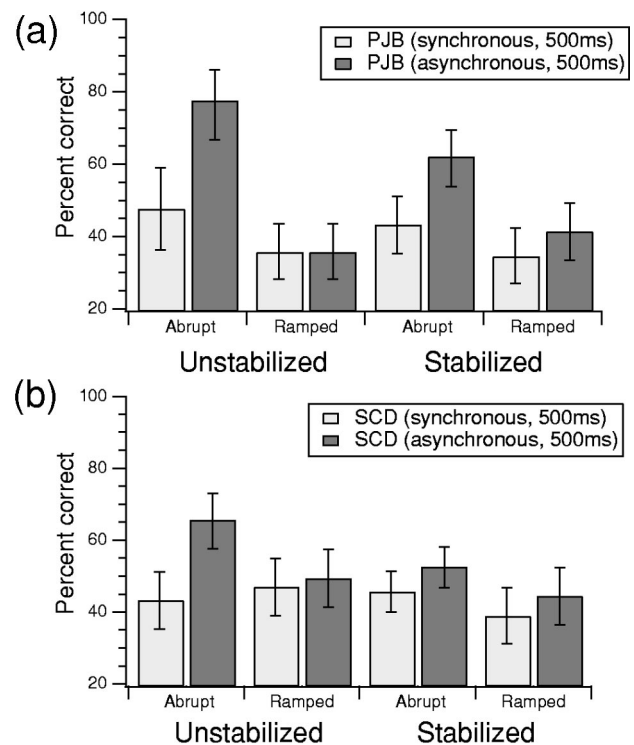 (a)
100
80
60
40
20
Percent correct
PJB (synchronous, 500ms)
PJB (asynchronous, 500ms)
Abrupt Ramped Abrupt Ramped
Unstabilized Stabilized
(b)
100
80
60
40
20
Percent correct
SCD (synchronous, 500ms)
SCD (asynchronous, 500ms)
Abrupt Ramped Abrupt Ramped
Unstabilized Stabilized